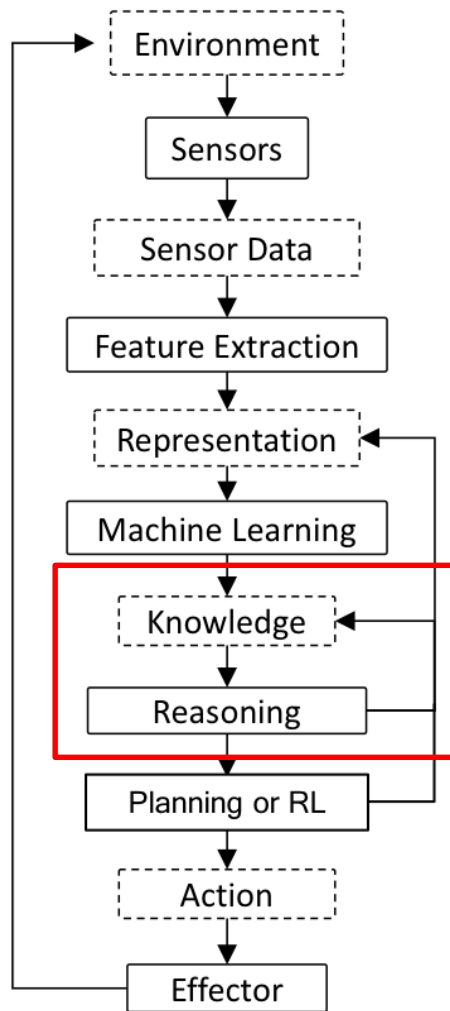 Environment
Sensors
Sensor Data
Feature Extraction
Representation
Machine Learning
Knowledge
Reasoning
Planning or RL
Action
Effector